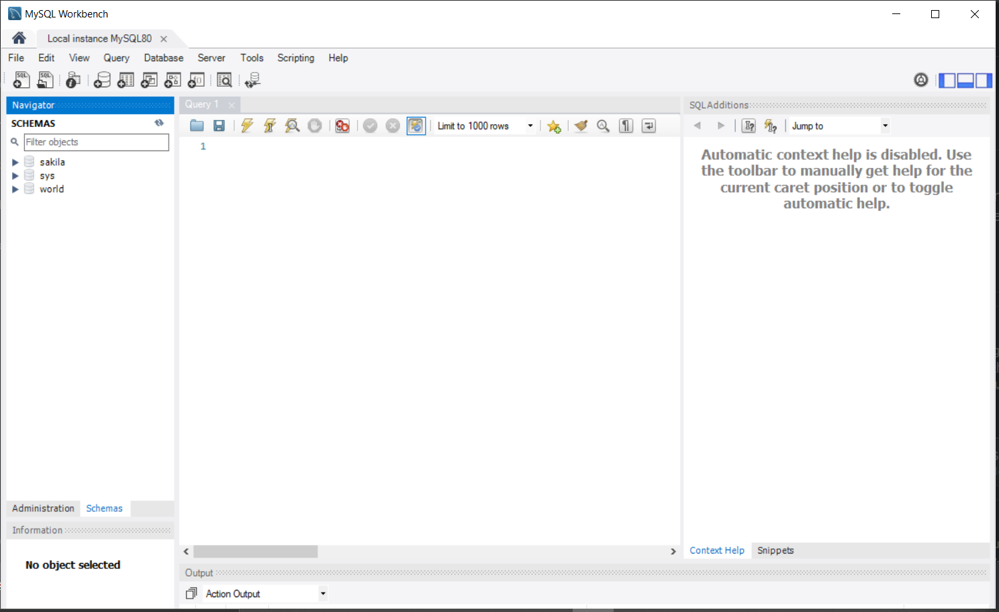 MySQL Workbench
Local instance MySQL80
File Edit View Query Database Server Tools Scripting Help
SQL SQL
Navigator
SCHEMAS
Filter objects
sakila
sys
world
Administration Schemas
Information
No object selected
Query 1
Limit to 1000 rows
1
SQLAdditions
Jump to
Automatic context help is disabled. Use
the toolbar to manually get help for the
current caret position or to toggle
automatic help.
Context Help Snippets
Output
Action Output